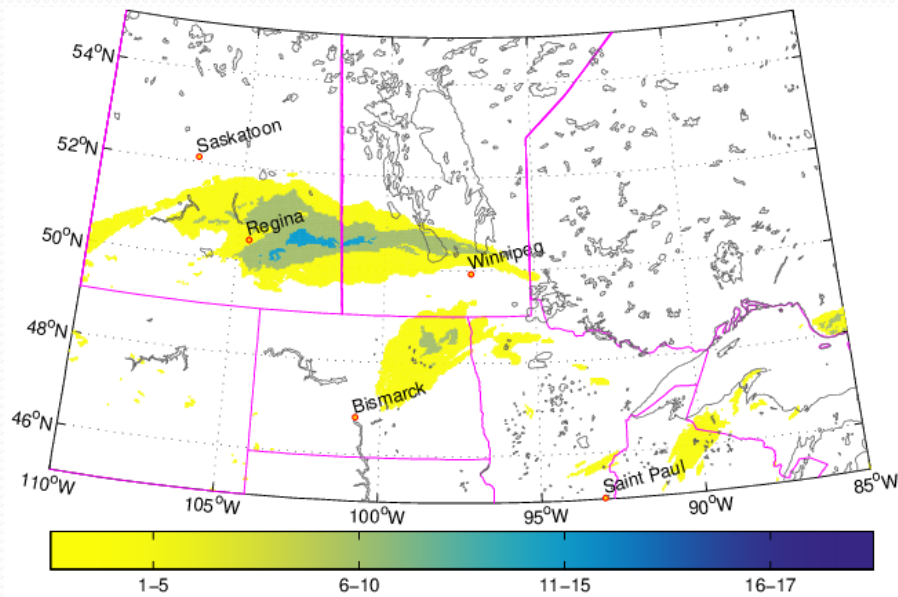 54°N
Saskatoon
52°N
Regina
50°N
Winnipeg
48°N
Bismarck
46°N
Saint Paul
110°W
105°W
100°W
95°W
90°W
85°W
1–5
6–10
11–15
16–17